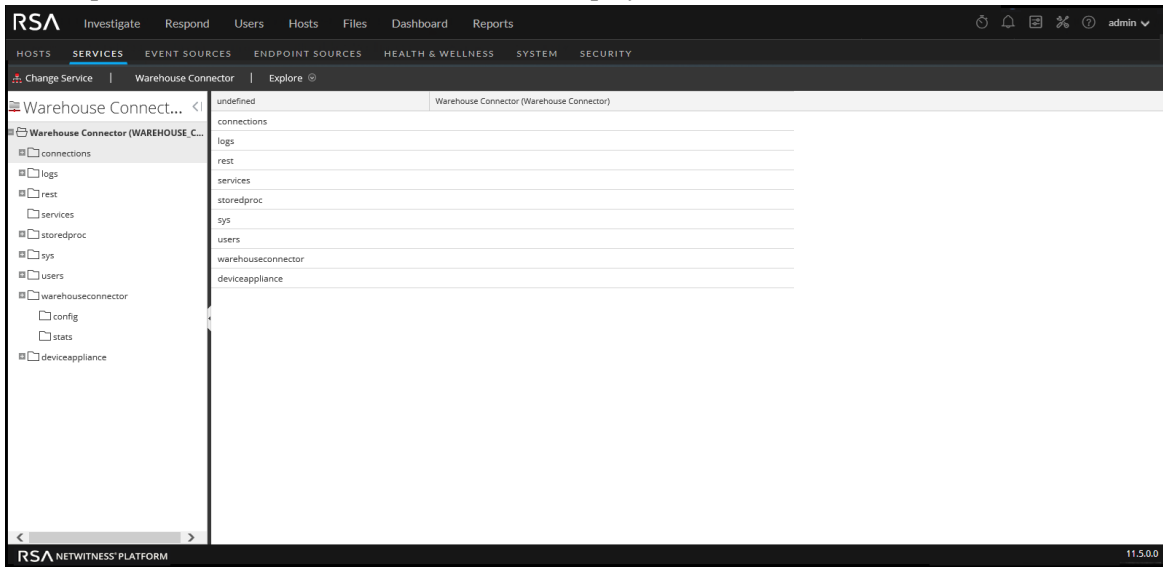 RSA Investigate Respond Users Hosts Files Dashboard Reports admin
HOSTS SERVICES EVENT SOURCES ENDPOINT SOURCES HEALTH & WELLNESS SYSTEM SECURITY
Change Service | Warehouse Connector | Explore
Warehouse Connect...
Warehouse Connector (WAREHOUSE_C...
connections
logs
rest
services
storedproc
sys
users
warehouseconnector
config
stats
deviceappliance
undefined Warehouse Connector (Warehouse Connector)
connections
logs
rest
services
storedproc
sys
users
warehouseconnector
deviceappliance
RSA NETWITNESS® PLATFORM 11.5.0.0